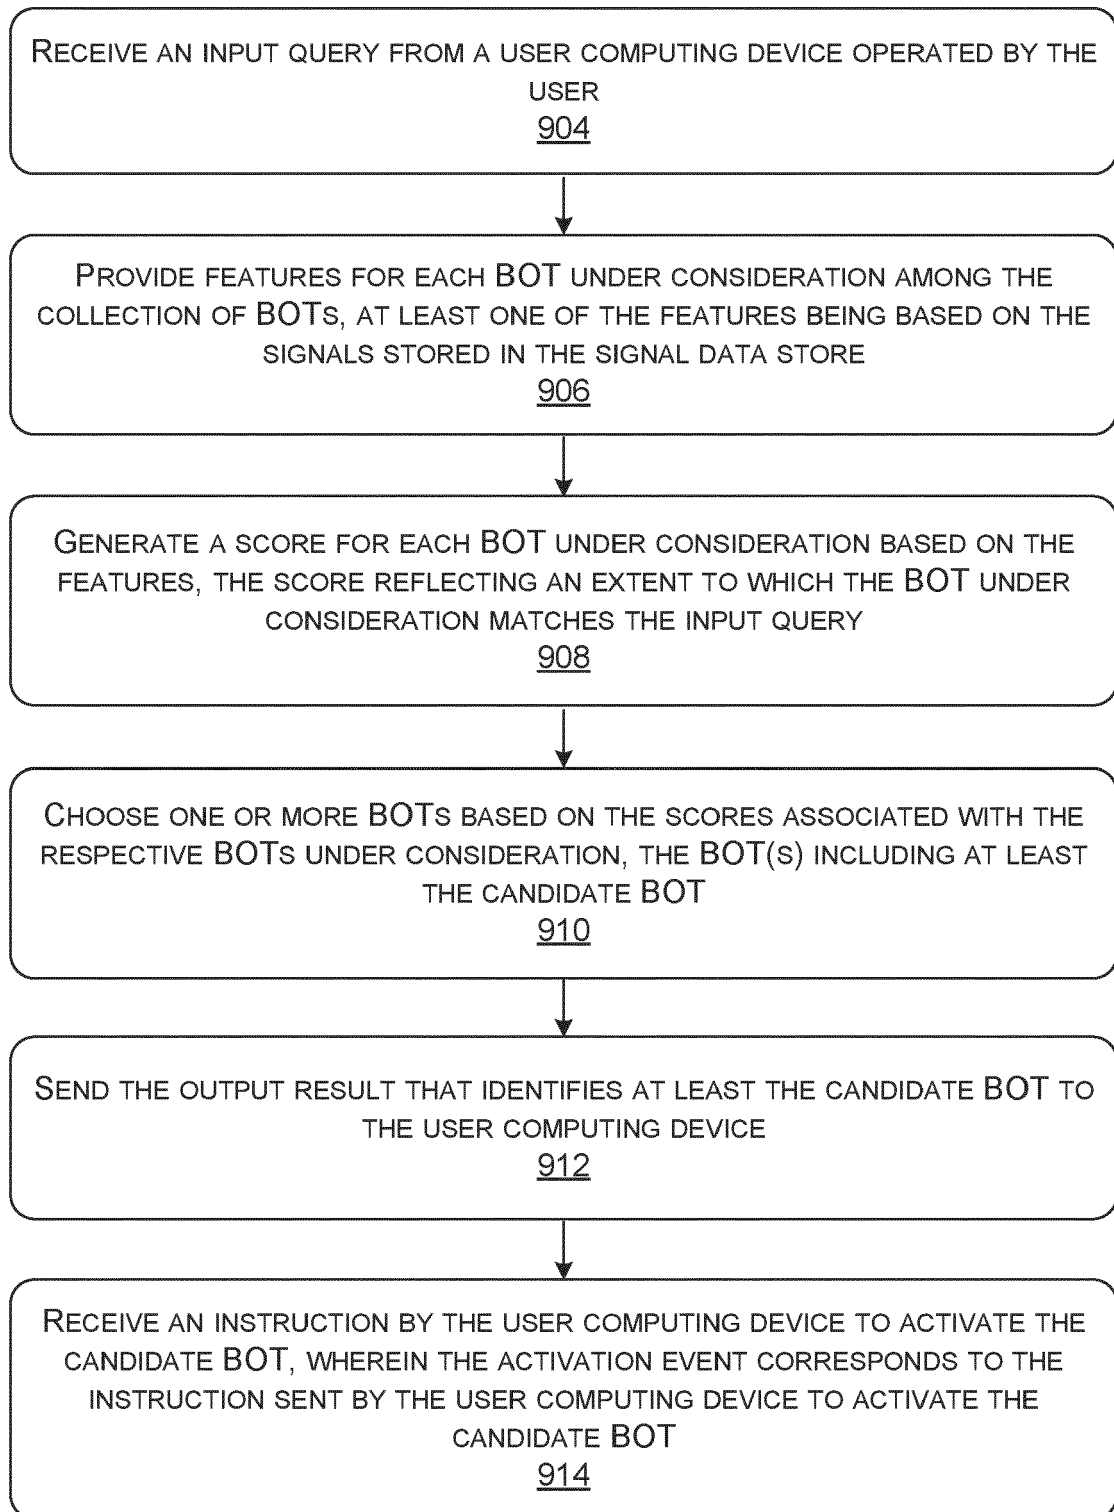 RECEIVE AN INPUT QUERY FROM A USER COMPUTING DEVICE OPERATED BY THE
USER
904
PROVIDE FEATURES FOR EACH BOT UNDER CONSIDERATION AMONG THE
COLLECTION OF BOTS, AT LEAST ONE OF THE FEATURES BEING BASED ON THE
SIGNALS STORED IN THE SIGNAL DATA STORE
906
GENERATE A SCORE FOR EACH BOT UNDER CONSIDERATION BASED ON THE
FEATURES, THE SCORE REFLECTING AN EXTENT TO WHICH THE BOT UNDER
CONSIDERATION MATCHES THE INPUT QUERY
908
CHOOSE ONE OR MORE BOTS BASED ON THE SCORES ASSOCIATED WITH THE
RESPECTIVE BOTS UNDER CONSIDERATION, THE BOT(S) INCLUDING AT LEAST
THE CANDIDATE BOT
910
SEND THE OUTPUT RESULT THAT IDENTIFIES AT LEAST THE CANDIDATE BOT TO
THE USER COMPUTING DEVICE
912
RECEIVE AN INSTRUCTION BY THE USER COMPUTING DEVICE TO ACTIVATE THE
CANDIDATE BOT, WHEREIN THE ACTIVATION EVENT CORRESPONDS TO THE
INSTRUCTION SENT BY THE USER COMPUTING DEVICE TO ACTIVATE THE
CANDIDATE BOT
914